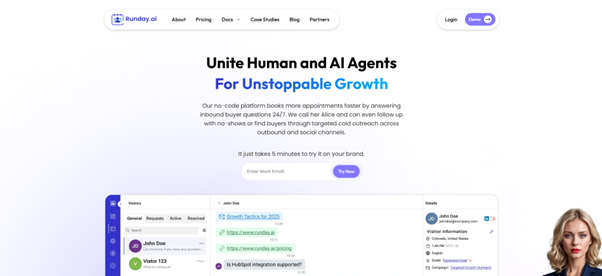 Runday.ai About Pricing Docs Case Studies Blog Partners Login Demo
Unite Human and AI Agents
For Unstoppable Growth
Our no-code platform books more appointments faster by answering
inbound buyer questions 24/7. We call her Alice and can even follow up
with no-shows or find buyers through targeted cold outreach across
outbound and social channels.
It just takes 5 minutes to try it on your brand.
Enter Work Email Try Now
Visitors
General Requests Active Resolved
Search
JD John Doe
V Vistor 123
What to conduct?
John Doe
Growth Tactics for 2025
https://www.runday.ai
https://www.runday.ai/pricing
Is HubSpot integration supported?
Details
JD John Doe
johndoe@company.com
Visitor information
Colorado, United States
English
Campaign: Targeted Growth Outreach